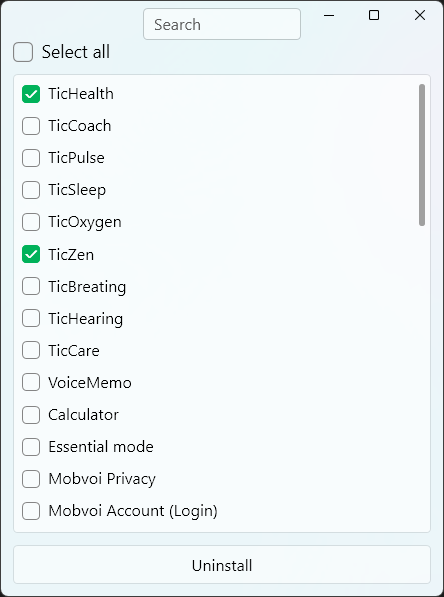 Search
Select all
TicHealth
TicCoach
TicPulse
TicSleep
TicOxygen
TicZen
TicBreating
TicHearing
TicCare
VoiceMemo
Calculator
Essential mode
Mobvoi Privacy
Mobvoi Account (Login)
Uninstall